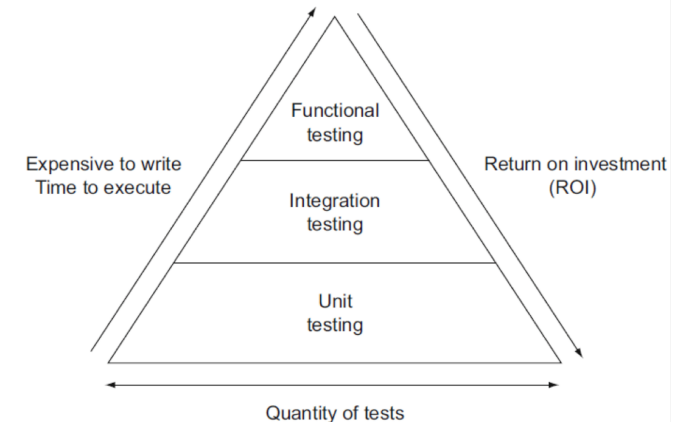 Functional
testing
Expensive to write
Time to execute
Return on investment
(ROI)
Integration
testing
Unit
testing
Quantity of tests